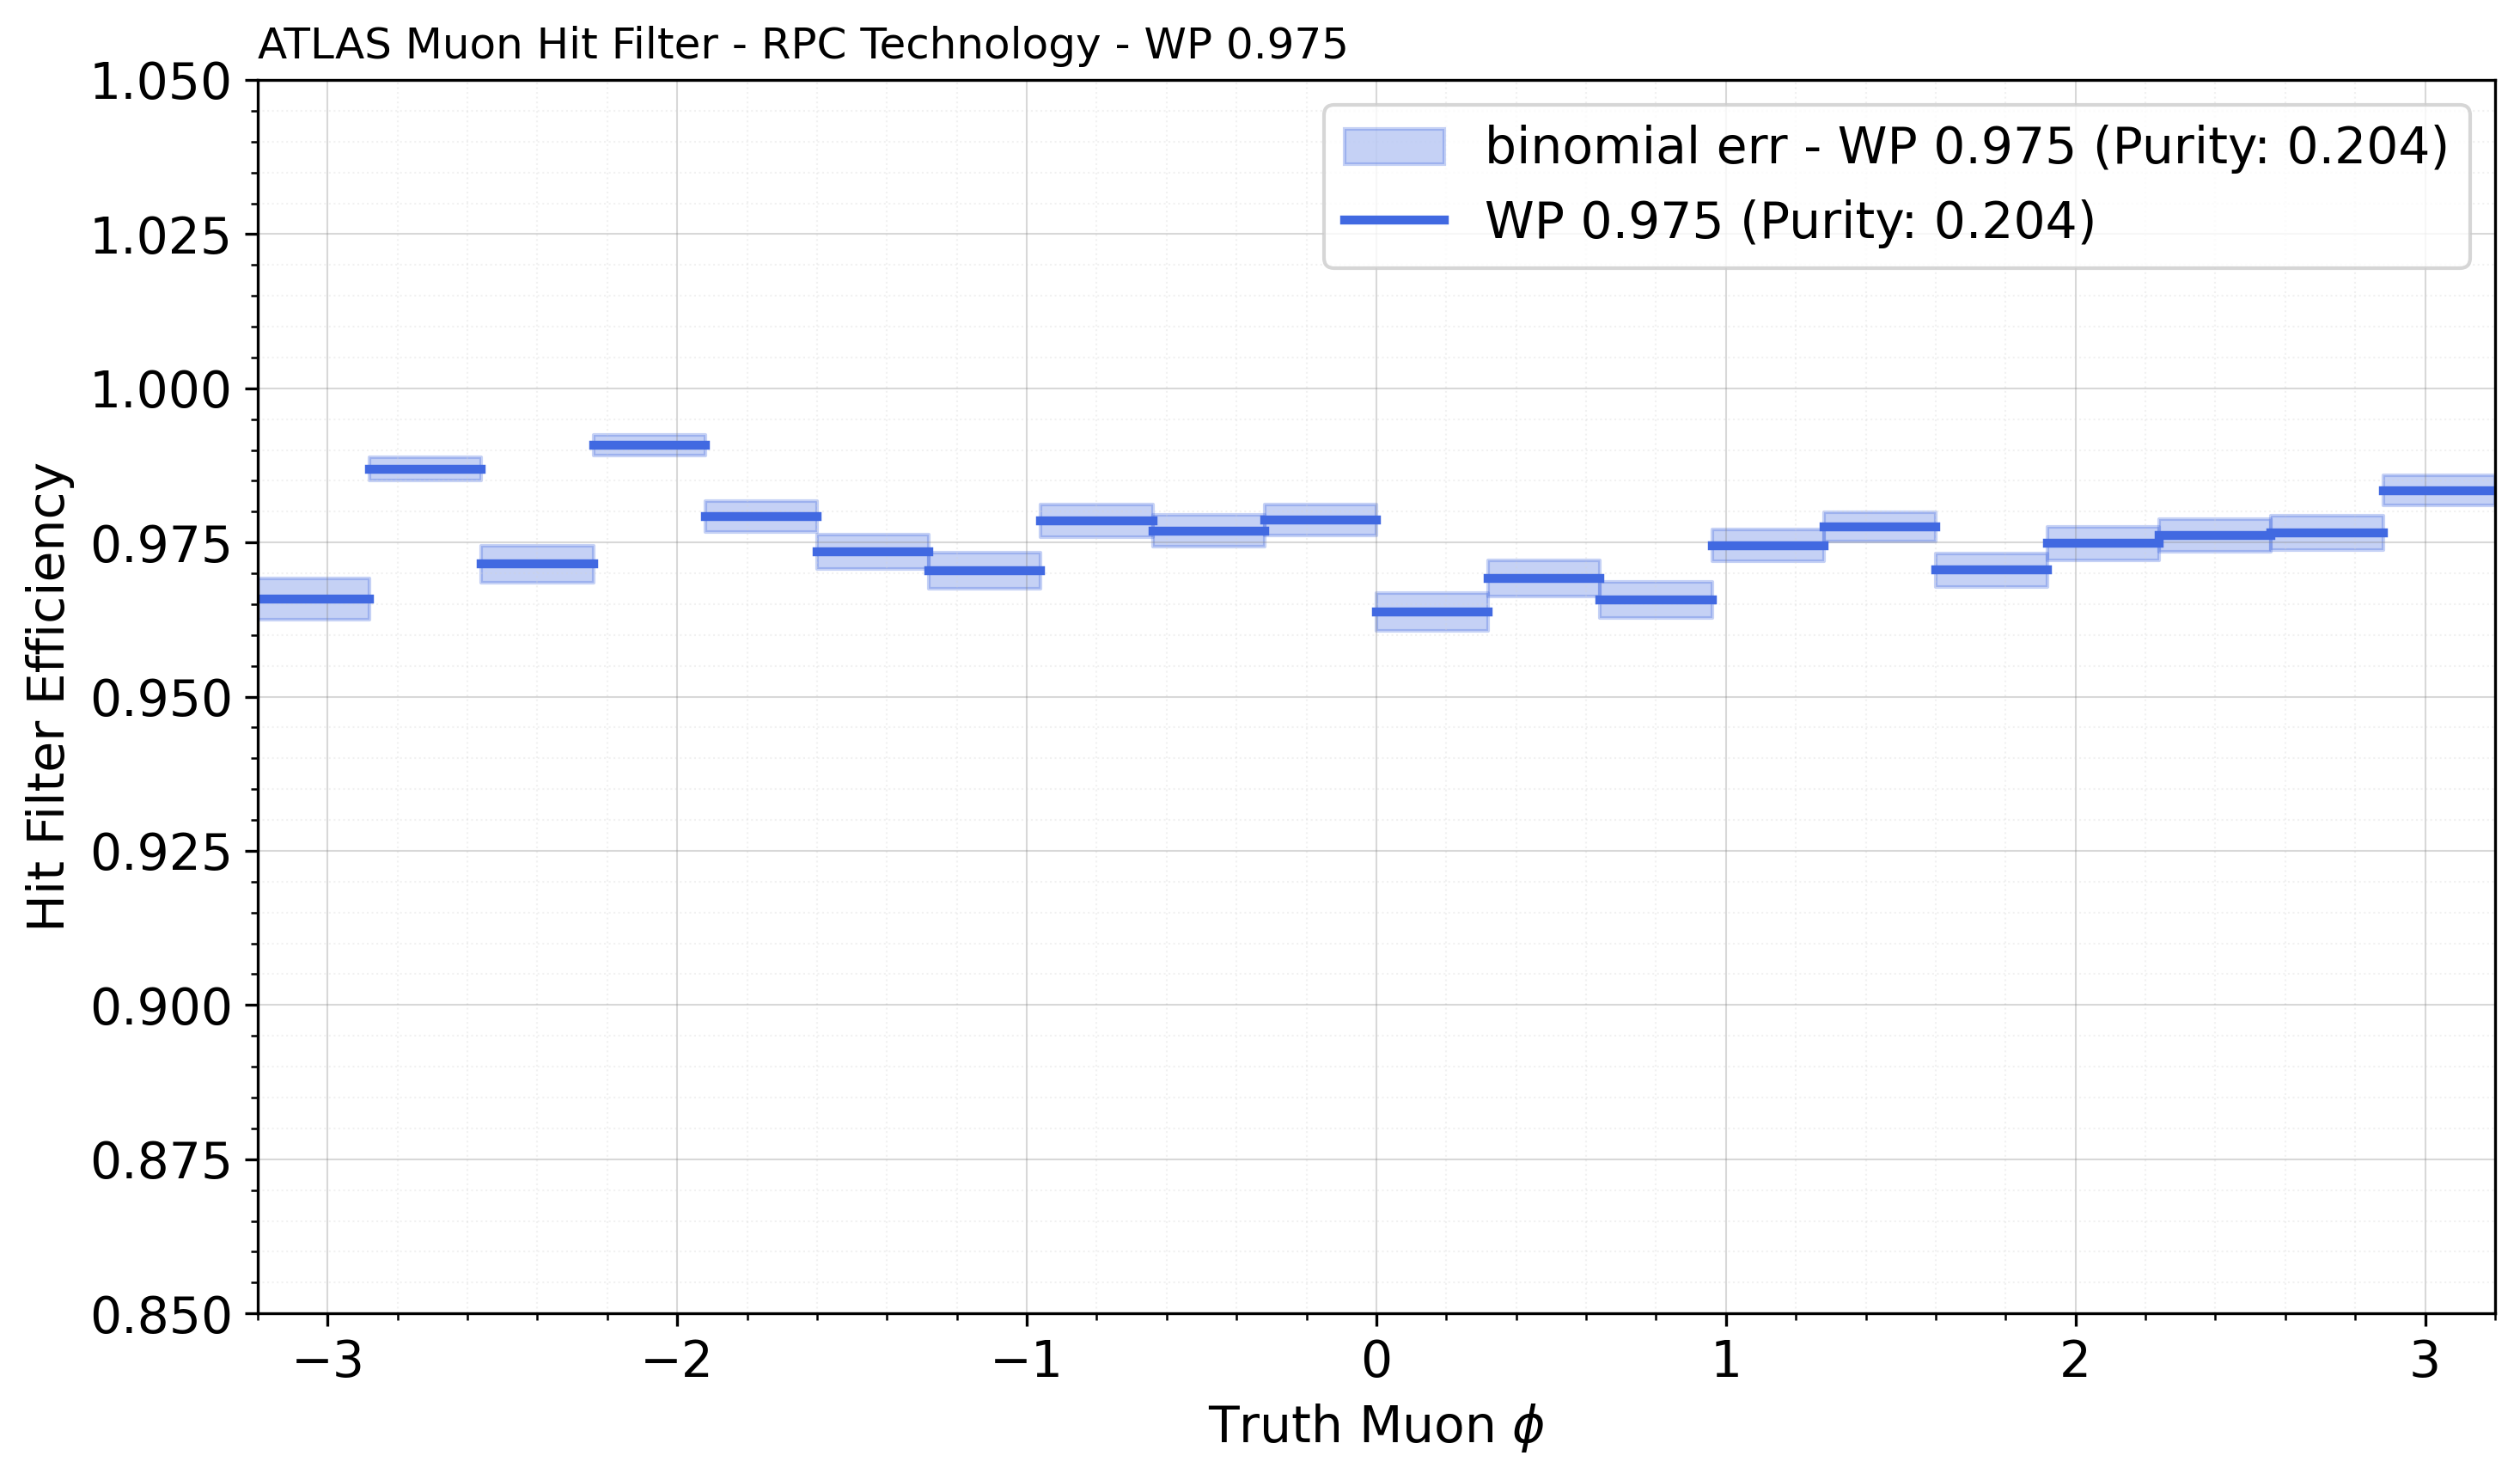 ATLAS Muon Hit Filter - RPC Technology - WP 0.975
binomial err - WP 0.975 (Purity: 0.204)
WP 0.975 (Purity: 0.204)
Hit Filter Efficiency
1.050
1.025
1.000
0.975
0.950
0.925
0.900
0.875
0.850
−3 −2 −1 0 1 2 3
Truth Muon ϕ